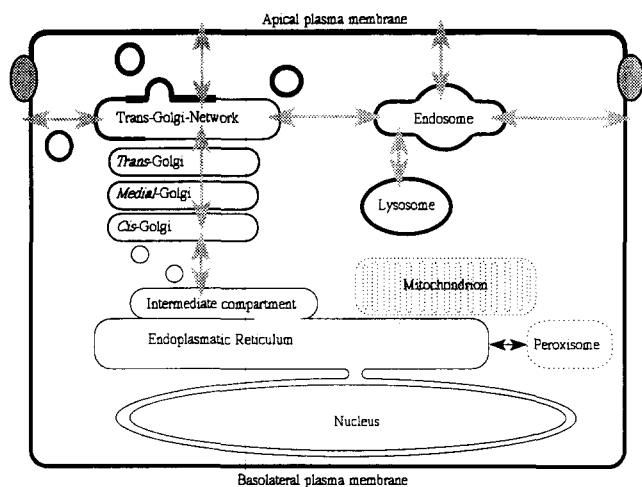 Apical plasma membrane
Trans-Golgi-Network
Endosome
Trans-Golgi
Medial-Golgi
Lysosome
Cis-Golgi
Mitochondrion
Intermediate compartment
Endoplasmatic Reticulum
Peroxisome
Nucleus
Basolateral plasma membrane